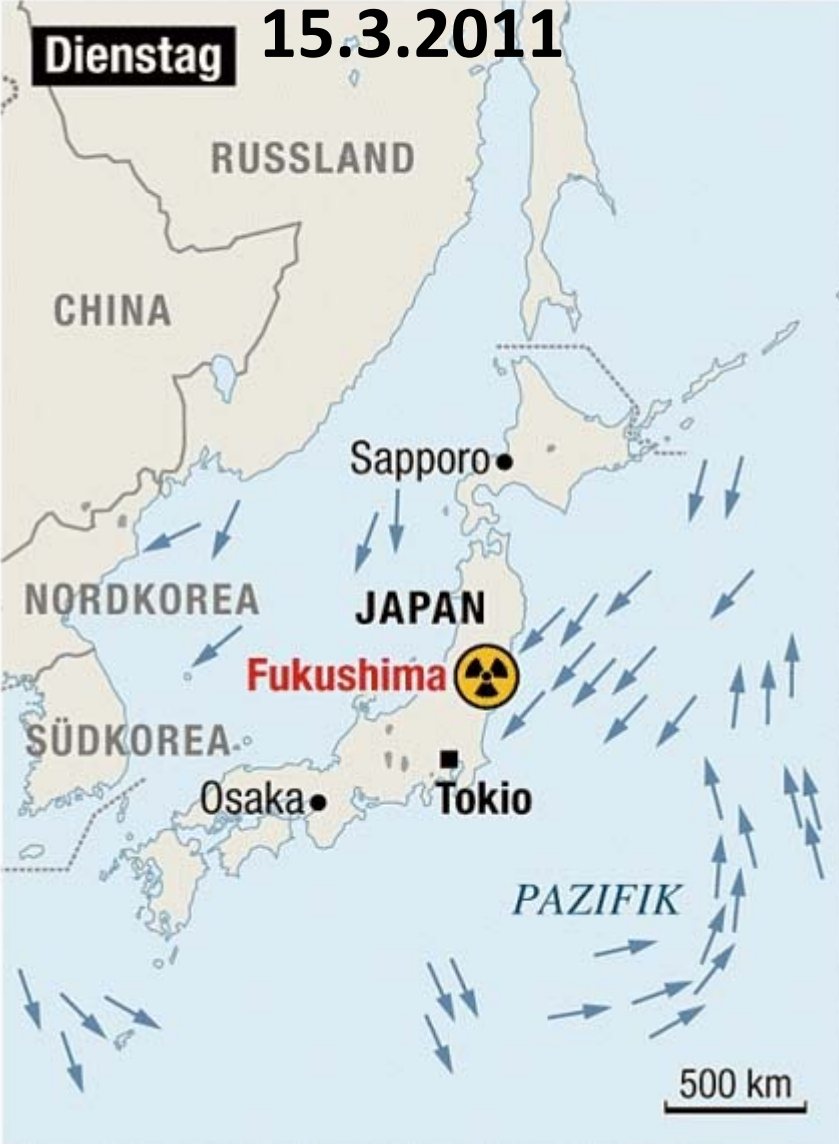 Dienstag
15.3.2011
RUSSLAND
CHINA
Sapporo
NORDKOREA
JAPAN
Fukushima
SÜDKOREA
Osaka
Tokio
PAZIFIK
500 km